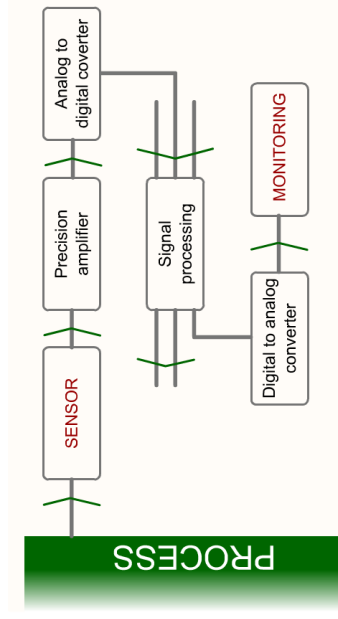 PROCESS
SENSOR
Precision
amplifier
Analog to
digital coverter
Signal
processing
Digital to analog
converter
MONITORING